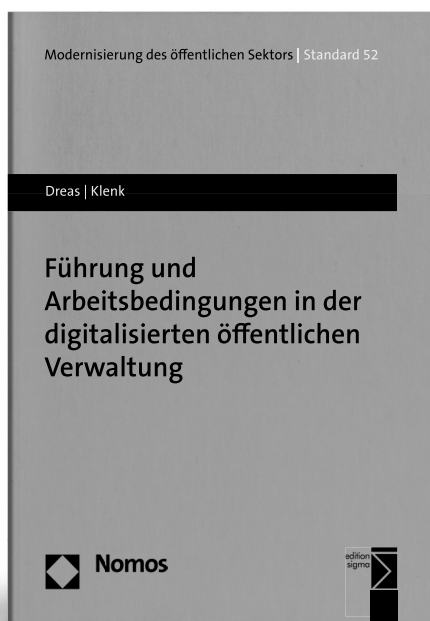 Modernisierung des öffentlichen Sektors | Standard 52
Dreas | Klenk
Führung und
Arbeitsbedingungen in der
digitalisierten öffentlichen
Verwaltung
Nomos
edition
sigma